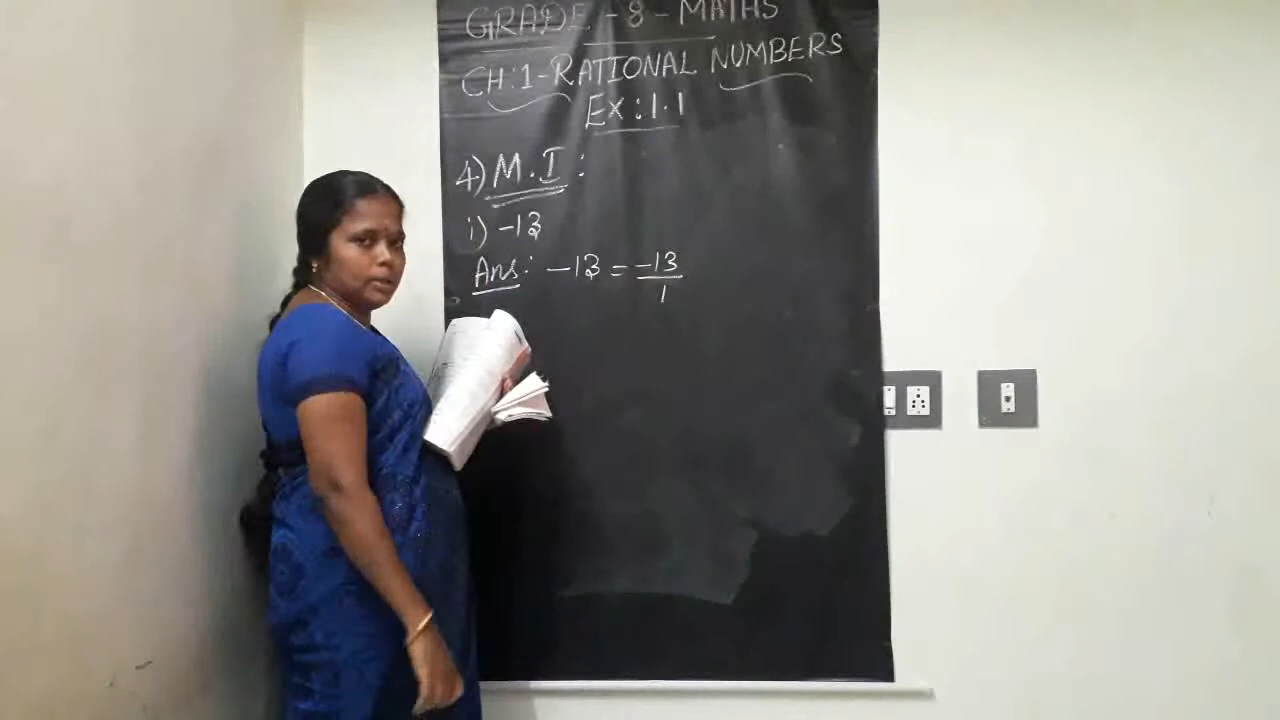 GRADE - 8 - MATHS
CH:1-RATIONAL NUMBERS
Ex:1.1
4) M.I:
i) -13
Ans: -13 = -13/1